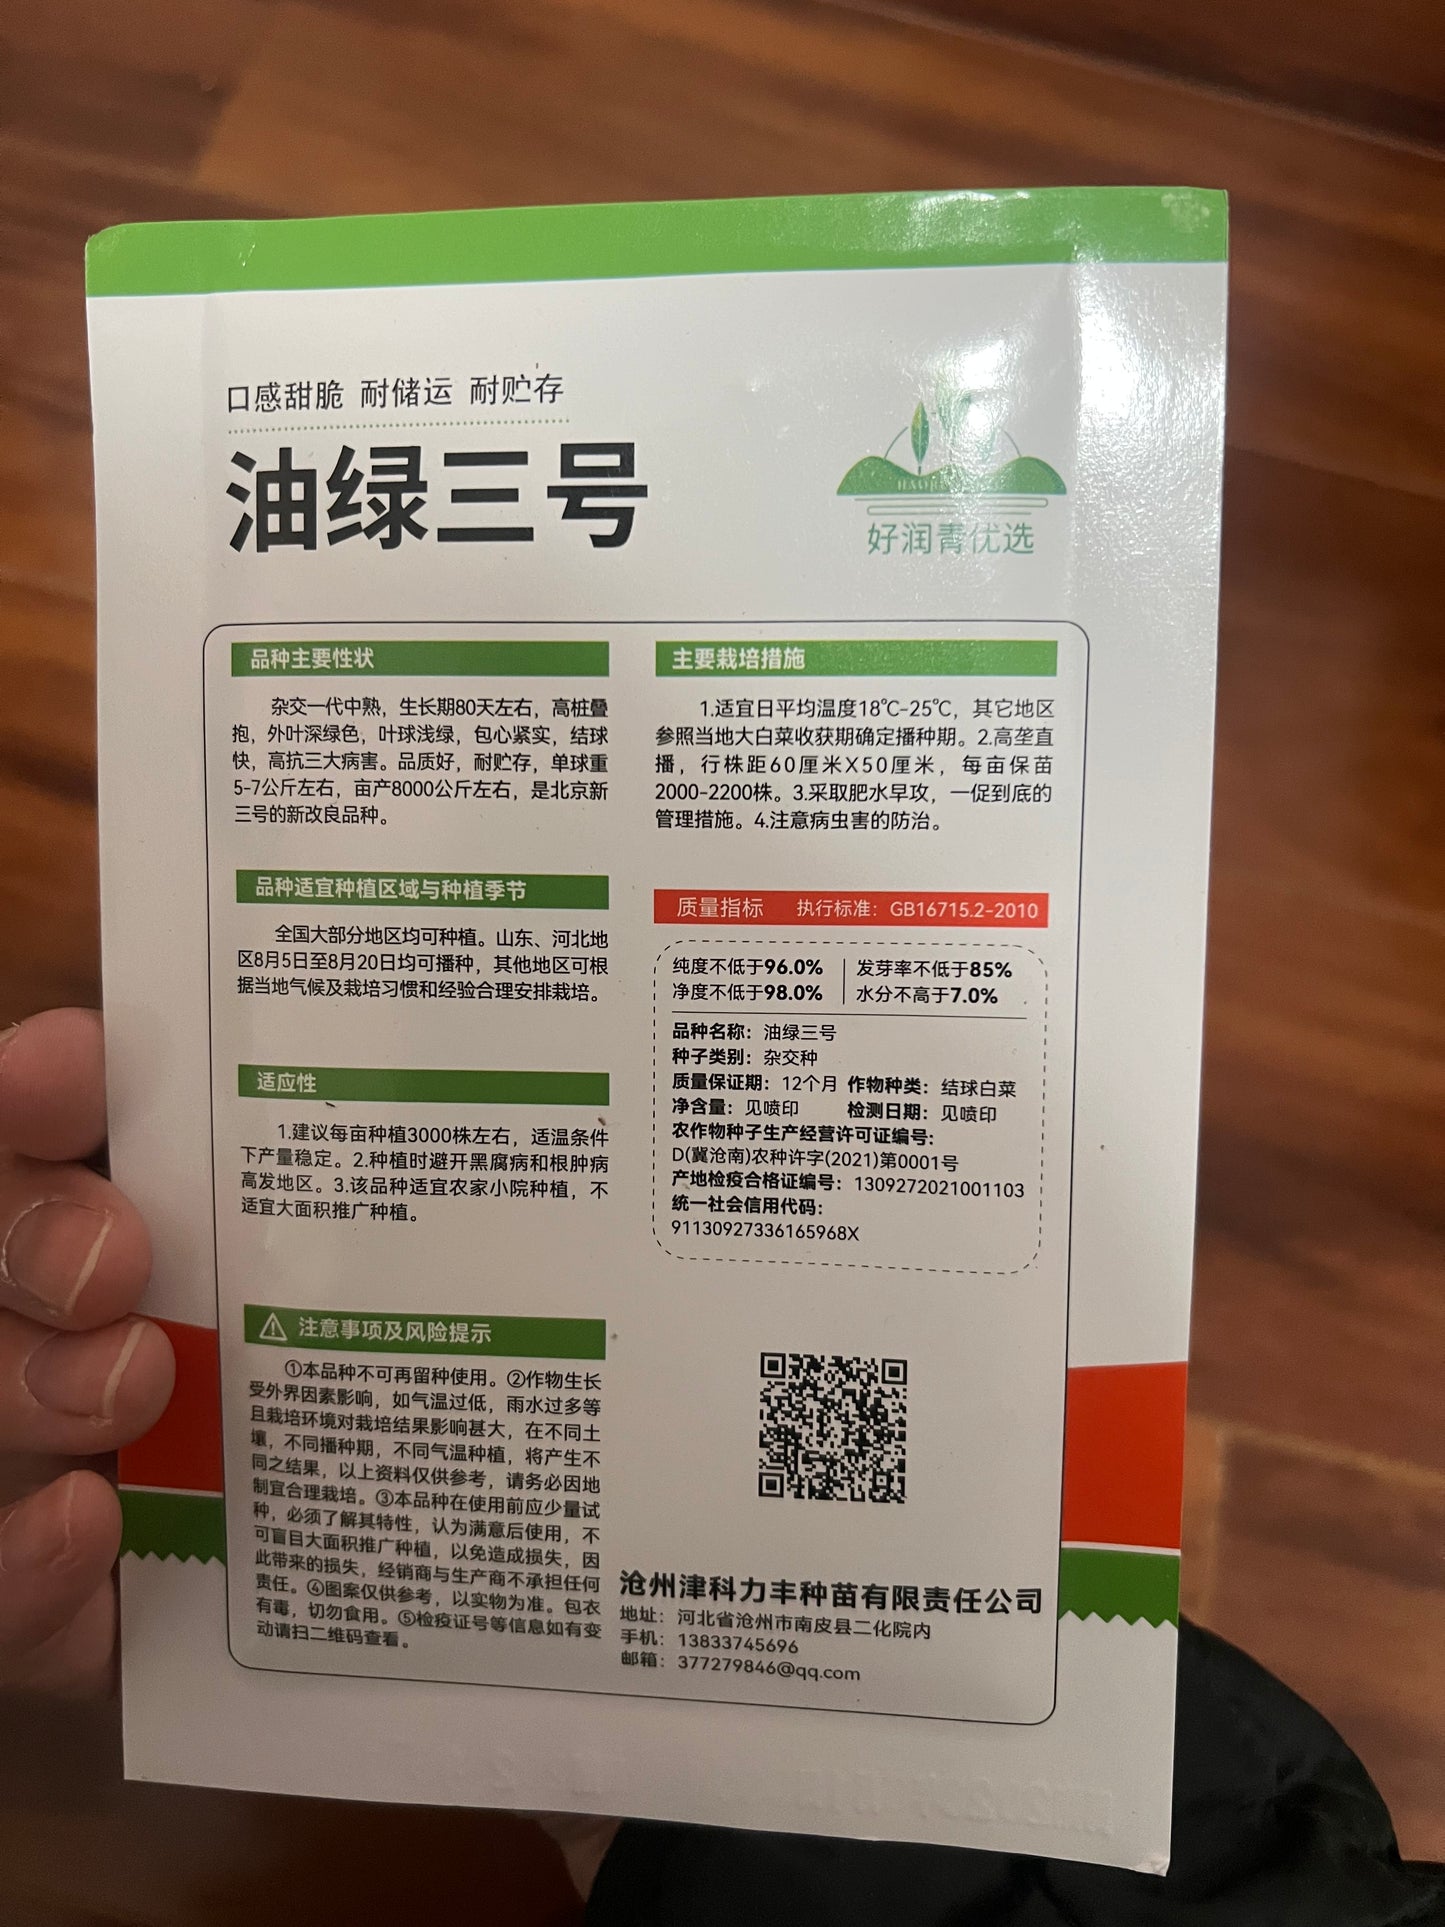 口感甜脆 耐储运 耐贮存
油绿三号
好润青优选
品种主要性状
杂交一代中熟，生长期80天左右，高桩叠
抱，外叶深绿色，叶球浅绿，包心紧实，结球
快，高抗三大病害。品质好，耐贮存，单球重
5-7公斤左右，亩产8000公斤左右，是北京新
三号的新改良品种。
品种适宜种植区域与种植季节
全国大部分地区均可种植。山东、河北地
区8月5日至8月20日均可播种，其他地区可根
据当地气候及栽培习惯和经验合理安排栽培。
适应性
1.建议每亩种植3000株左右，适温条件
下产量稳定。2.种植时避开黑腐病和根肿病
高发地区。3.该品种适宜农家小院种植，不
适宜大面积推广种植。
注意事项及风险提示
①本品种不可再留种使用。②作物生长
受外界因素影响，如气温过低，雨水过多等
且栽培环境对栽培结果影响甚大，在不同土
壤，不同播种期，不同气温种植，将产生不
同之结果，以上资料仅供参考，请务必因地
制宜合理栽培。③本品种在使用前应少量试
种，必须了解其特性，认为满意后使用，不
可盲目大面积推广种植，以免造成损失，因
此带来的损失，经销商与生产商不承担任何
责任。④图案仅供参考，以实物为准。包衣
有毒，切勿食用。⑤检疫证号等信息如有变
动请扫二维码查看。
主要栽培措施
1.适宜日平均温度18℃-25℃，其它地区
参照当地大白菜收获期确定播种期。2.高垄直
播，行株距60厘米X50厘米，每亩保苗
2000-2200株。3.采取肥水早攻，一促到底的
管理措施。4.注意病虫害的防治。
质量指标 执行标准：GB16715.2-2010
纯度不低于96.0% 发芽率不低于85%
净度不低于98.0% 水分不高于7.0%
品种名称：油绿三号
种子类别：杂交种
质量保证期：12个月 作物种类：结球白菜
净含量：见喷印 检测日期：见喷印
农作物种子生产经营许可证编号：
D(冀沧南)农种许字(2021)第0001号
产地检疫合格证编号：1309272021001103
统一社会信用代码：
91130927336165968X
沧州津科力丰种苗有限责任公司
地址：河北省沧州市南皮县二化院内
手机：13833745696
邮箱：377279846@qq.com